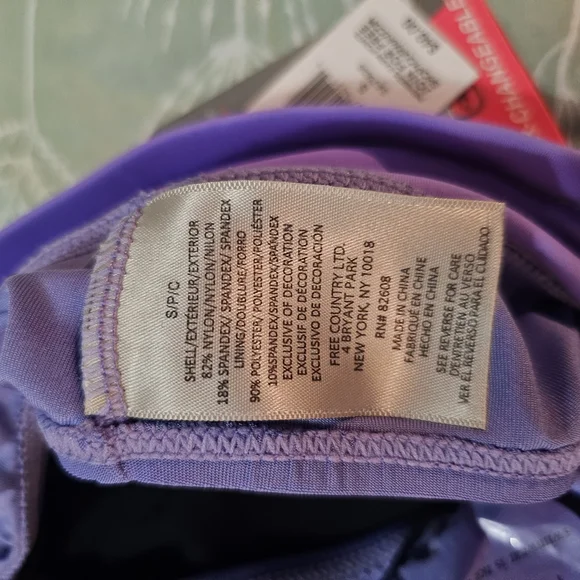 S/P/C
SHELL/EXTÉRIEUR/EXTERIOR
82% NYLON/NYLON/NILON
18% SPANDEX/ SPANDEX/ SPANDEX
LINING/DOUBLURE/FORRO
90% POLYESTER/ POLYESTER/POLIÉSTER
10%SPANDEX/SPANDEX/SPANDEX
EXCLUSIVE OF DECORATION
EXCLUSIF DE DÉCORATION
EXCLUSIVO DE DECORACION
FREE COUNTRY LTD.
4 BRYANT PARK
NEW YORK, NY 10018
RN# 82608
MADE IN CHINA
FABRIQUÉ EN CHINE
HECHO EN CHINA
SEE REVERSE FOR CARE
D'ENTRETIEN AU VERSO
VER EL REVERSO PARA EL CUIDADO
CHANGEABLE